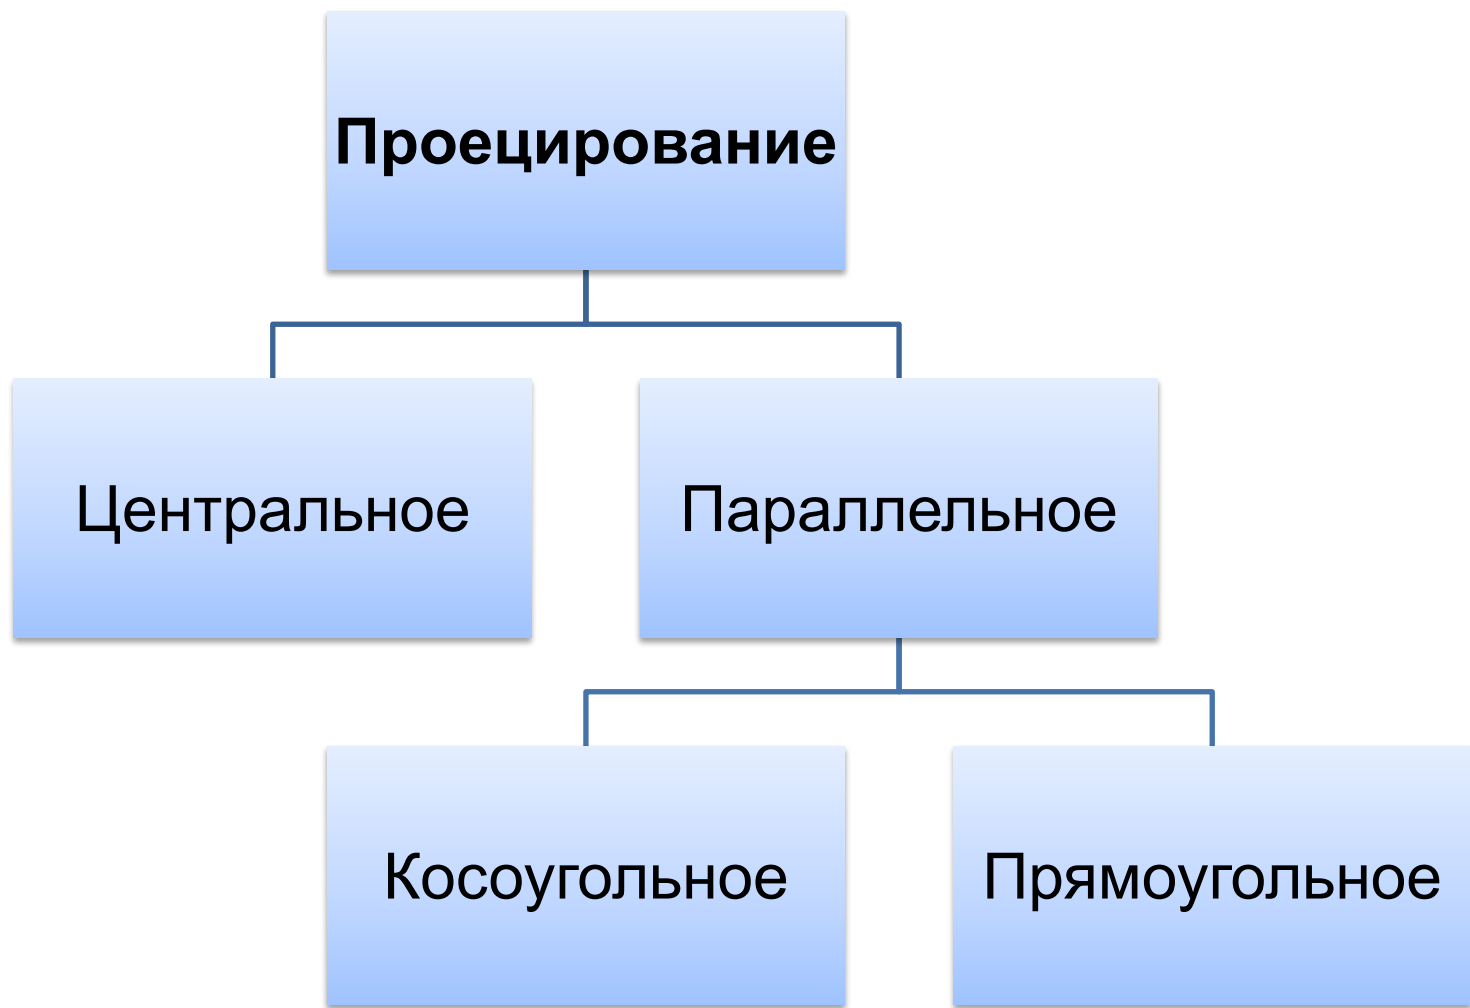 Проецирование
Центральное
Параллельное
Косоугольное
Прямоугольное